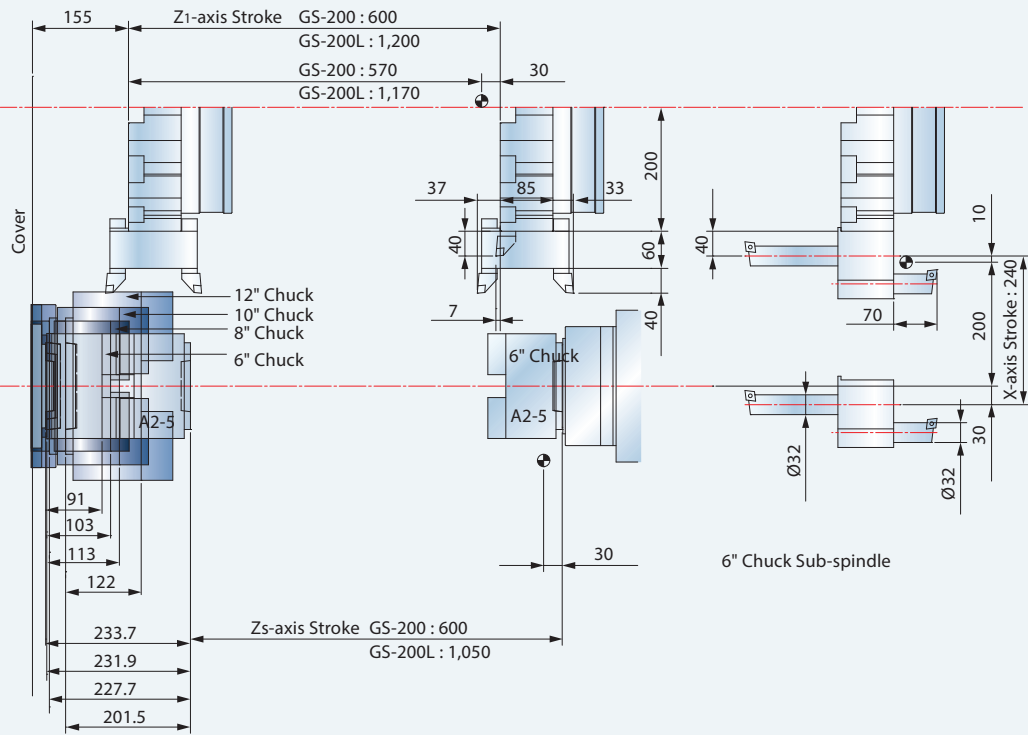 155
Z1-axis Stroke GS-200 : 600
GS-200L : 1,200
GS-200 : 570
GS-200L : 1,170
30
Cover
37
85
33
200
40
60
40
7
40
10
70
200
X-axis Stroke : 240
30
Ø32
Ø32
12" Chuck
10" Chuck
8" Chuck
6" Chuck
A2-5
6" Chuck
A2-5
91
103
113
122
30
6" Chuck Sub-spindle
233.7
Zs-axis Stroke GS-200 : 600
GS-200L : 1,050
231.9
227.7
201.5